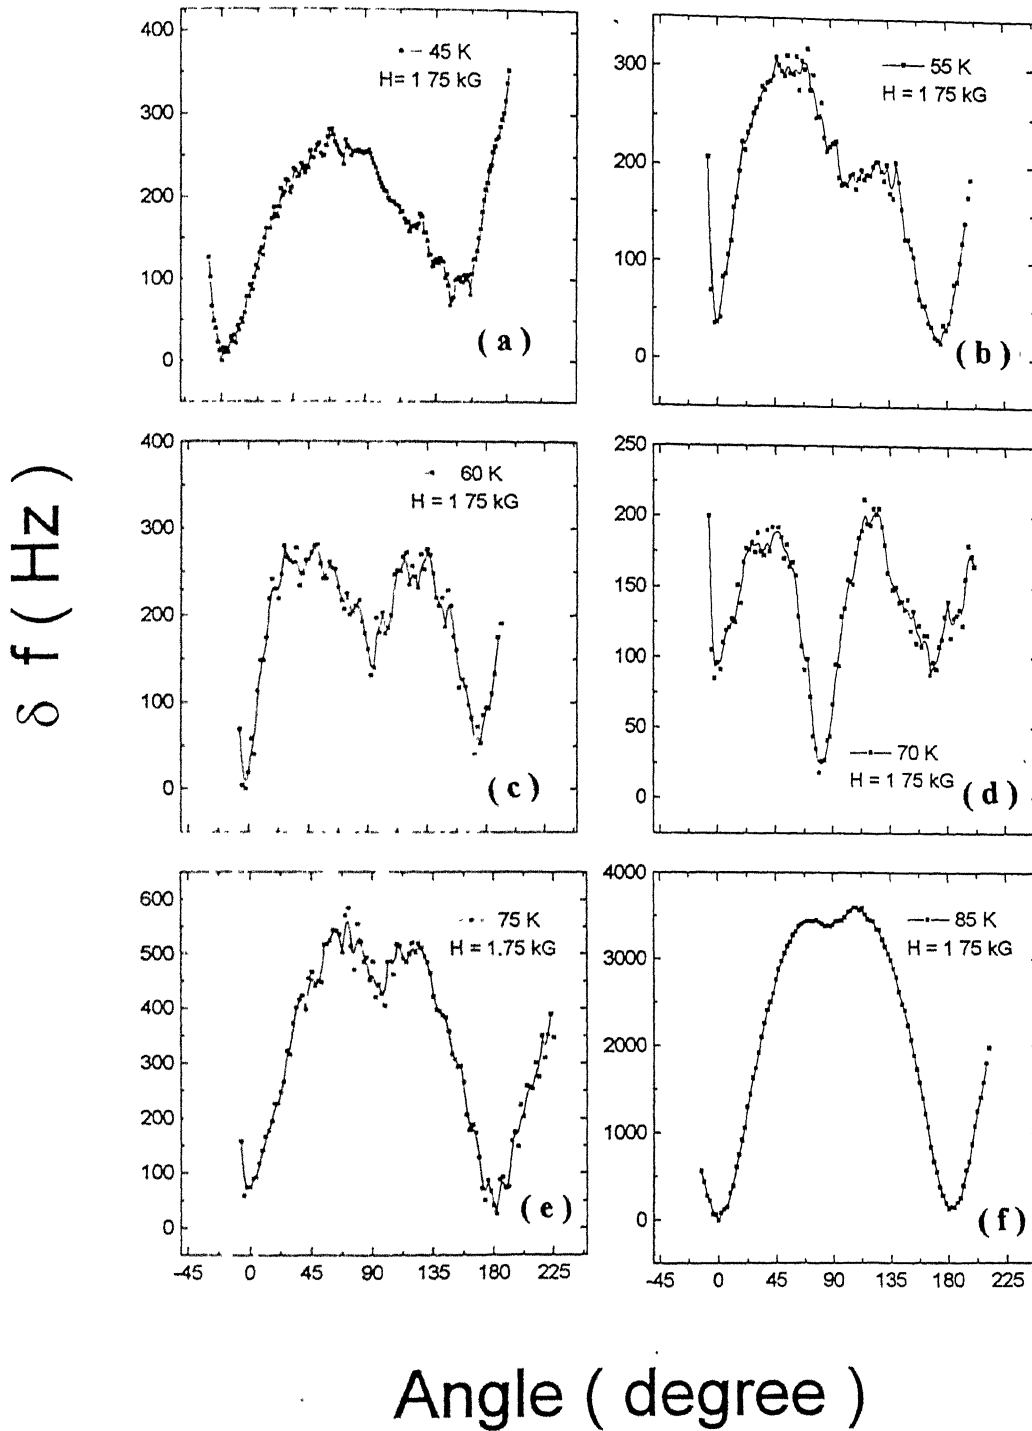 400
300
200
100
0
45 K
H= 1 75 kG
( a )
300
200
100
0
55 K
H = 1 75 kG
( b )
400
300
200
100
0
60 K
H = 1 75 kG
( c )
250
200
150
100
50
0
70 K
H = 1 75 kG
( d )
600
500
400
300
200
100
0
75 K
H = 1.75 kG
( e )
-45 0 45 90 135 180 225
4000
3000
2000
1000
0
85 K
H = 1 75 kG
( f )
-45 0 45 90 135 180 225
δ f ( Hz )
Angle ( degree )